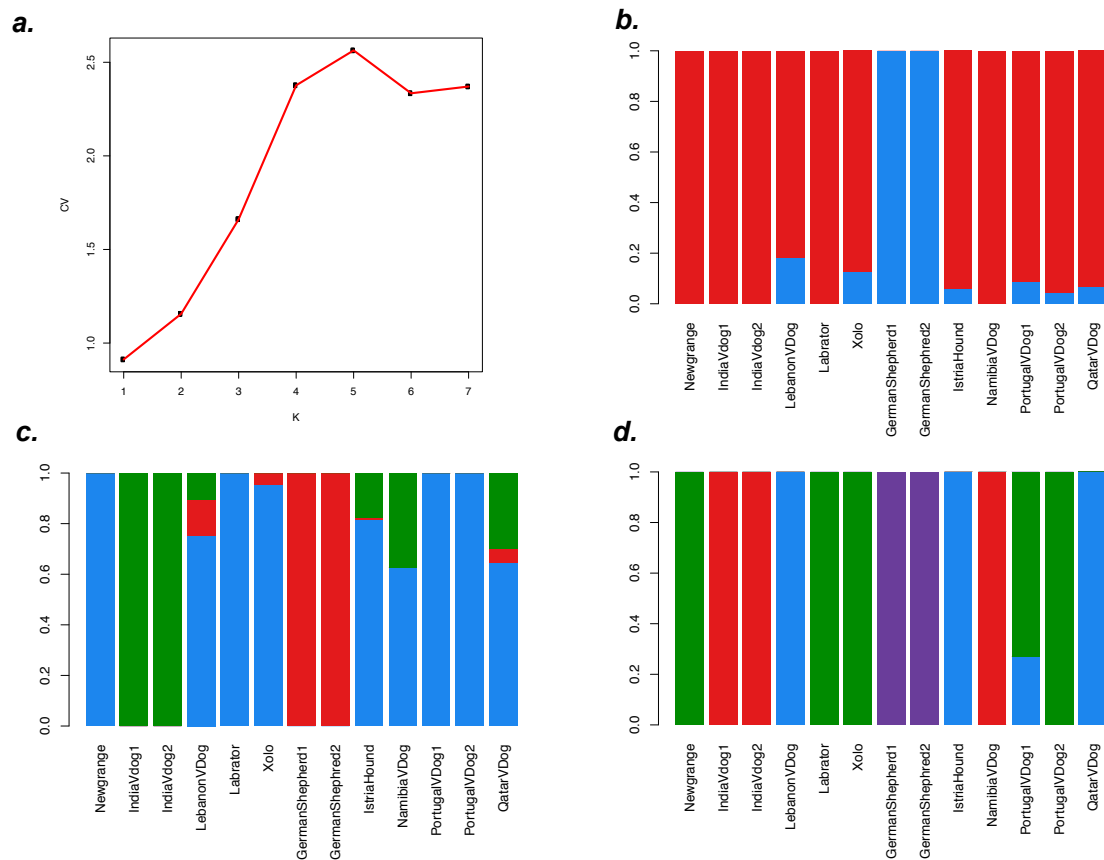 a.
2.5
2.0
1.5
1.0
CV
1 2 3 4 5 6 7
K
b.
1.0
0.8
0.6
0.4
0.2
0.0
Newgrange
IndiaVdog1
IndiaVdog2
LebanonVDog
Labrator
Xolo
GermanShepherd1
GermanShephred2
IstriaHound
NamibiaVDog
PortugalVDog1
PortugalVDog2
QatarVDog
c.
1.0
0.8
0.6
0.4
0.2
0.0
Newgrange
IndiaVdog1
IndiaVdog2
LebanonVDog
Labrator
Xolo
GermanShepherd1
GermanShephred2
IstriaHound
NamibiaVDog
PortugalVDog1
PortugalVDog2
QatarVDog
d.
1.0
0.8
0.6
0.4
0.2
0.0
Newgrange
IndiaVdog1
IndiaVdog2
LebanonVDog
Labrator
Xolo
GermanShepherd1
GermanShephred2
IstriaHound
NamibiaVDog
PortugalVDog1
PortugalVDog2
QatarVDog